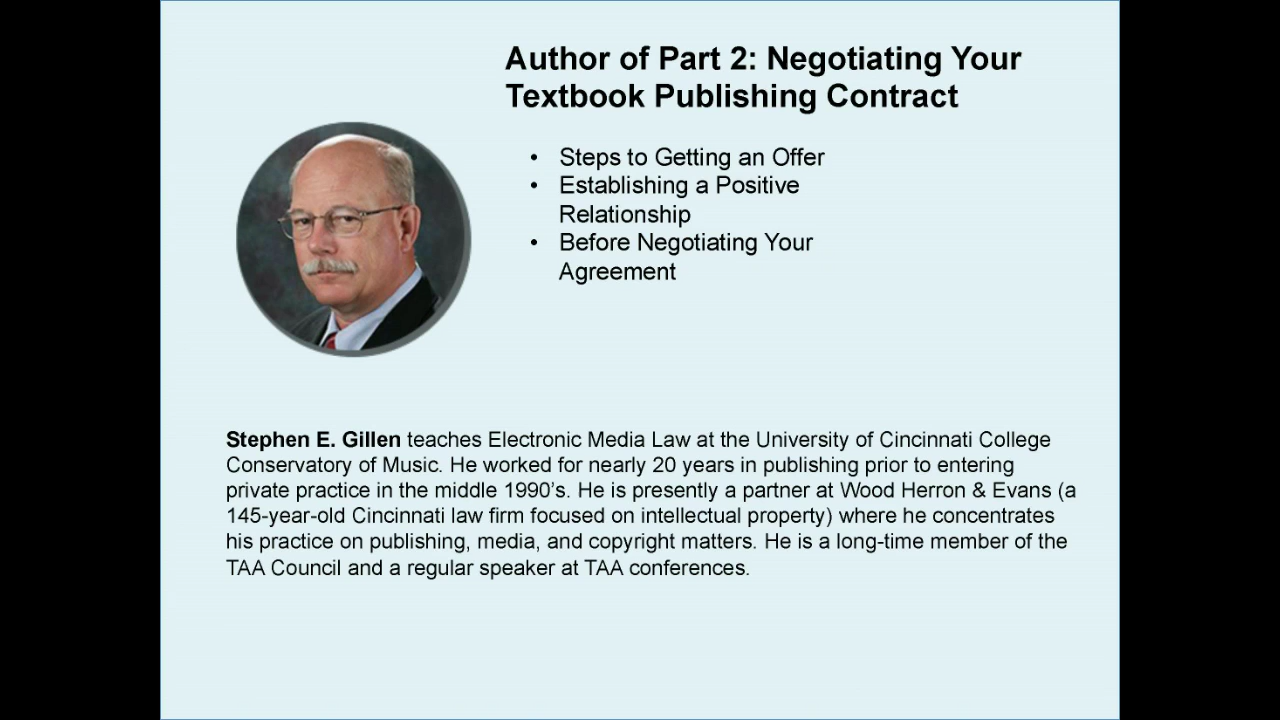 Author of Part 2: Negotiating Your
Textbook Publishing Contract
• Steps to Getting an Offer
• Establishing a Positive
Relationship
• Before Negotiating Your
Agreement
Stephen E. Gillen teaches Electronic Media Law at the University of Cincinnati College
Conservatory of Music. He worked for nearly 20 years in publishing prior to entering
private practice in the middle 1990's. He is presently a partner at Wood Herron & Evans (a
145-year-old Cincinnati law firm focused on intellectual property) where he concentrates
his practice on publishing, media, and copyright matters. He is a long-time member of the
TAA Council and a regular speaker at TAA conferences.